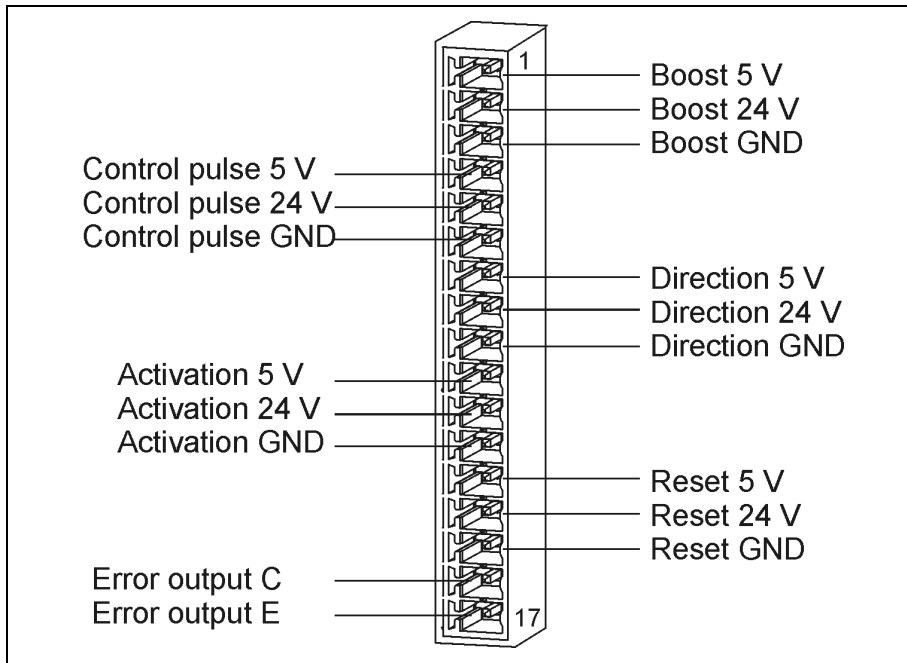 1
Boost 5 V
Boost 24 V
Boost GND
Control pulse 5 V
Control pulse 24 V
Control pulse GND
Direction 5 V
Direction 24 V
Direction GND
Activation 5 V
Activation 24 V
Activation GND
Reset 5 V
Reset 24 V
Reset GND
Error output C
Error output E
17